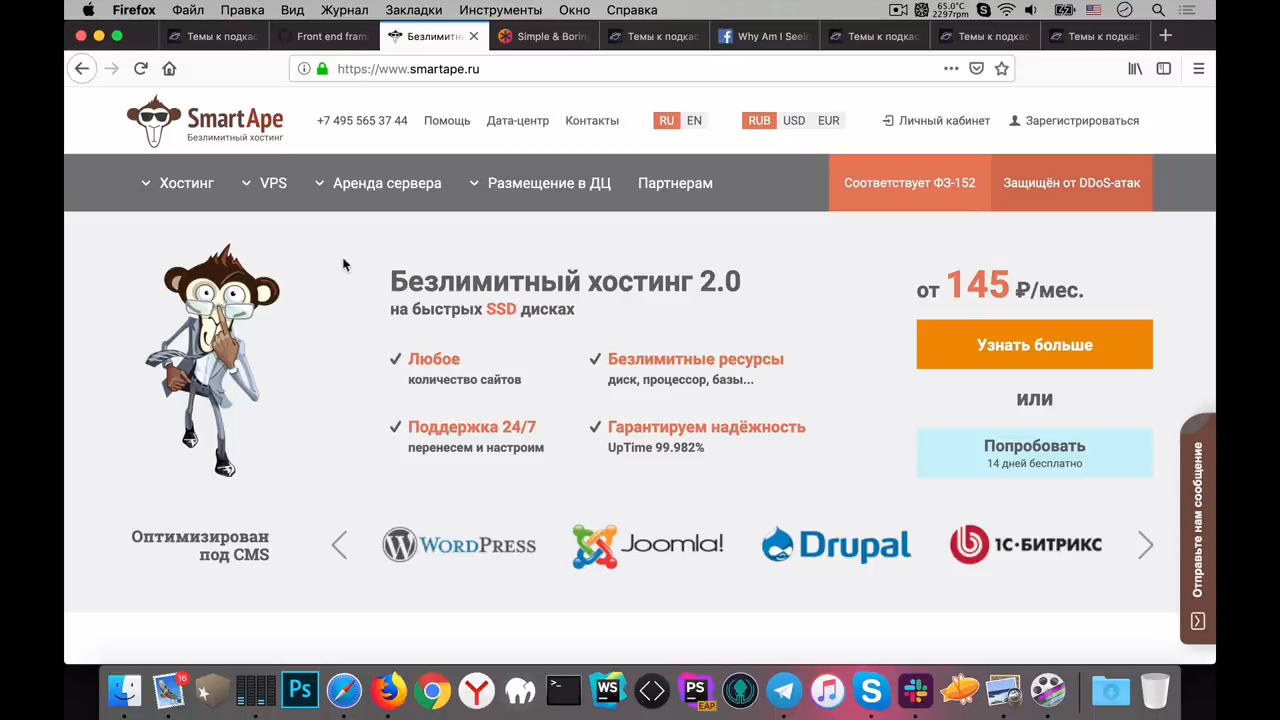 Firefox Файл Правка Вид Журнал Закладки Инструменты Окно Справка
65.0°C
2297rpm
Темы к подкас
Front end fram
Безлимитн
Simple & Borin
Темы к подкас
Why Am I Seein
Темы к подкас
Темы к подкас
Темы к подкас
https://www.smartape.ru
SmartApe
Безлимитный хостинг
+7 495 565 37 44 Помощь Дата-центр Контакты RU EN RUB USD EUR Личный кабинет Зарегистрироваться
Хостинг VPS Аренда сервера Размещение в ДЦ Партнерам Соответствует ФЗ-152 Защищён от DDoS-атак
Безлимитный хостинг 2.0
на быстрых SSD дисках
Любое
количество сайтов
Безлимитные ресурсы
диск, процессор, базы...
Поддержка 24/7
перенесем и настроим
Гарантируем надёжность
UpTime 99.982%
от 145 ₽/мес.
Узнать больше
или
Попробовать
14 дней бесплатно
Отправьте нам сообщение
Оптимизирован
под CMS
WORDPRESS
Joomla!
Drupal
1С-БИТРИКС
16
Ps
WS
PS
EAP